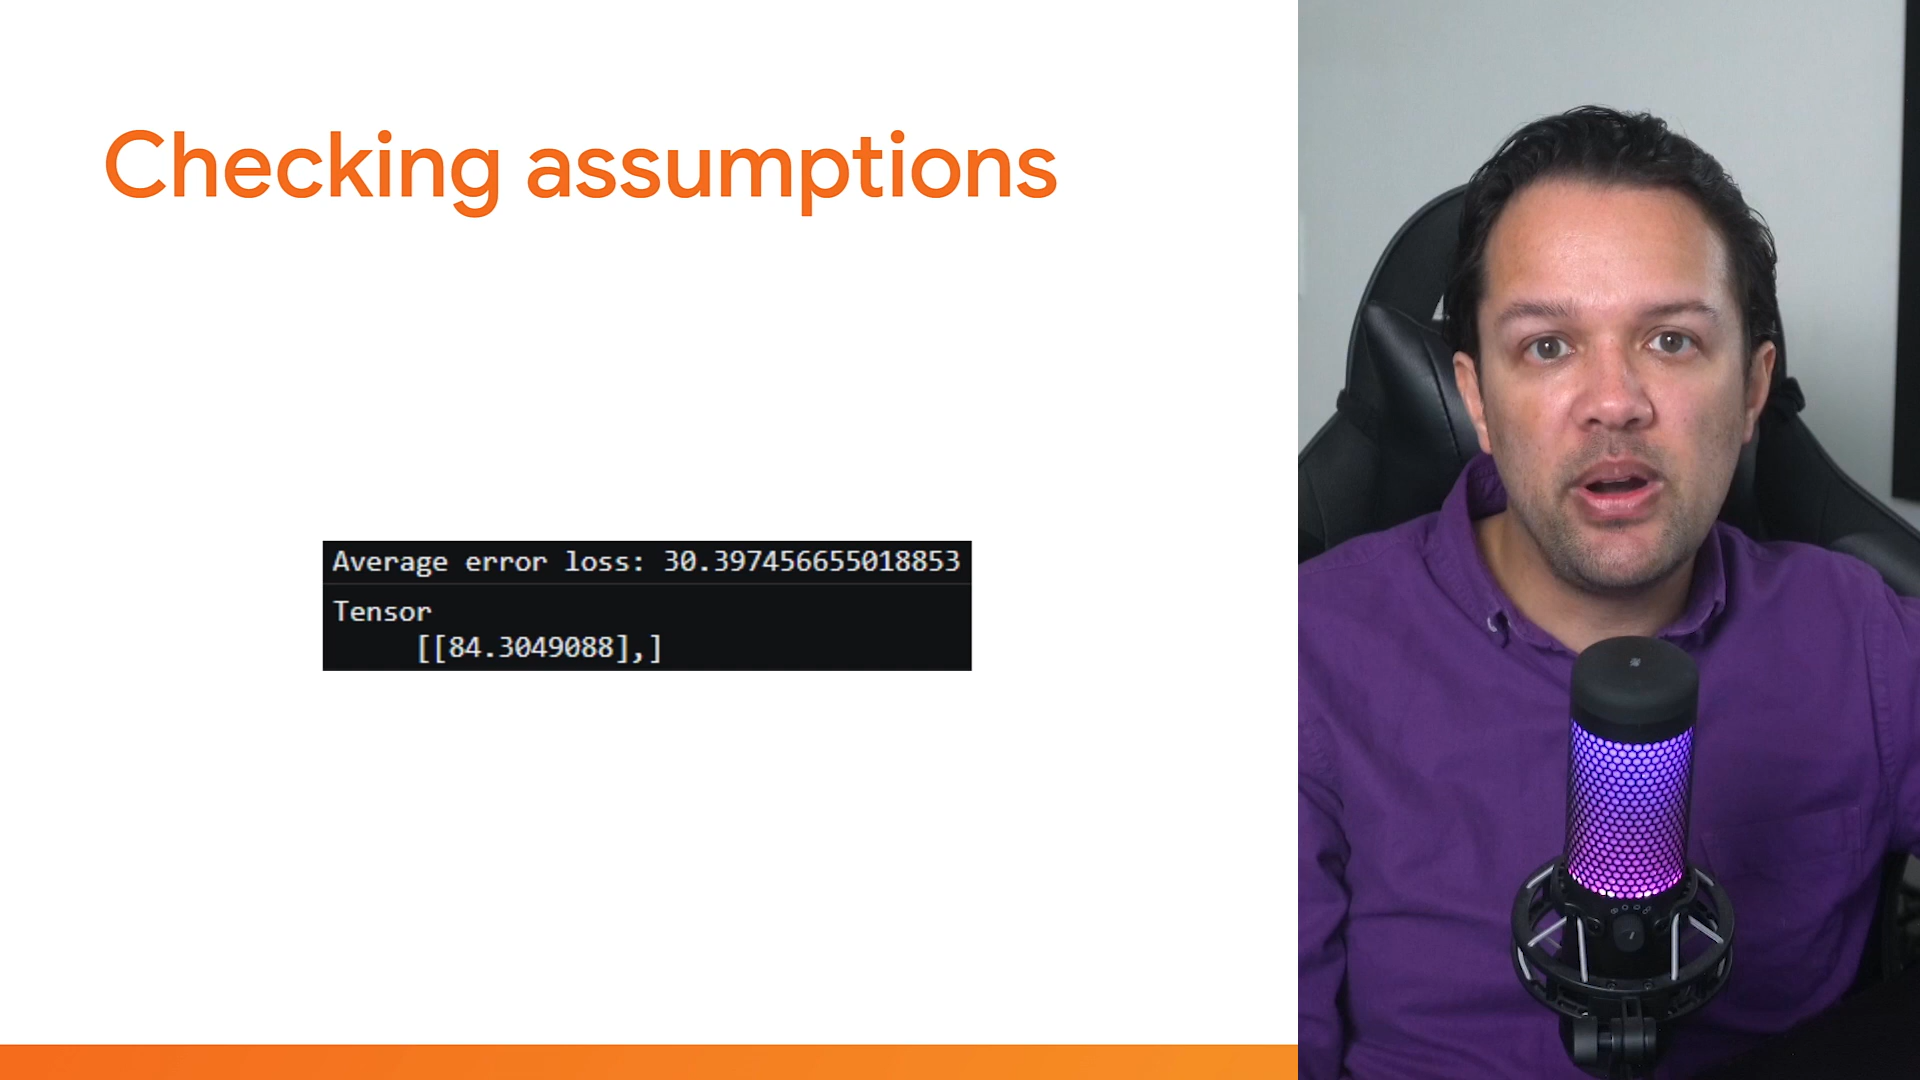 Checking assumptions
Average error loss: 30.397456655018853
Tensor
[[84.3049088],]